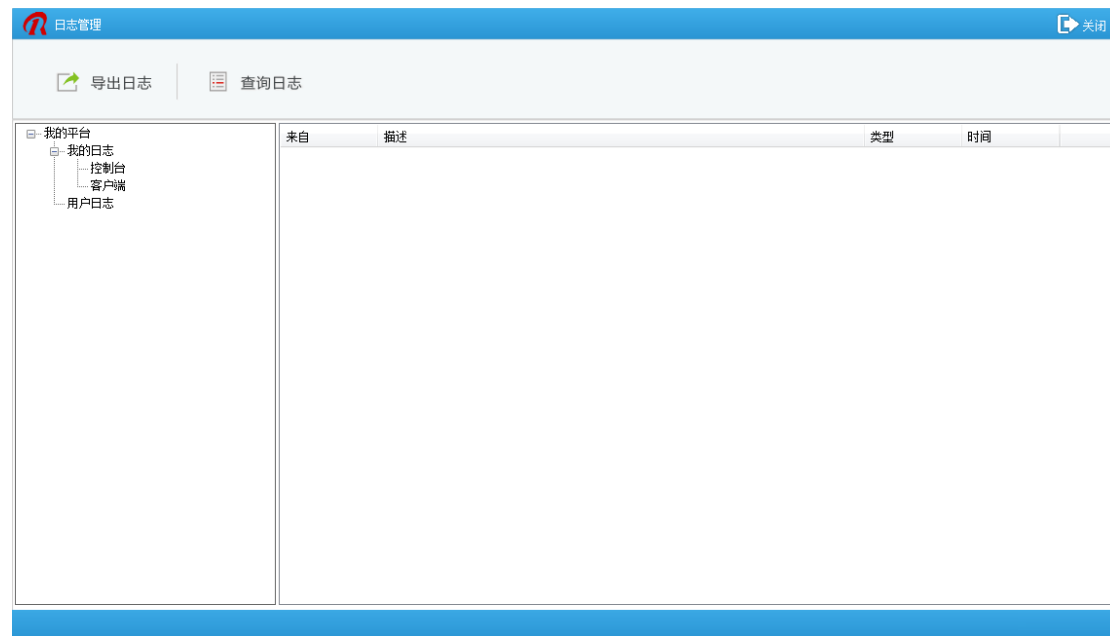 日志管理 关闭
导出日志 查询日志
我的平台
我的日志
控制台
客户端
用户日志
来自 描述 类型 时间